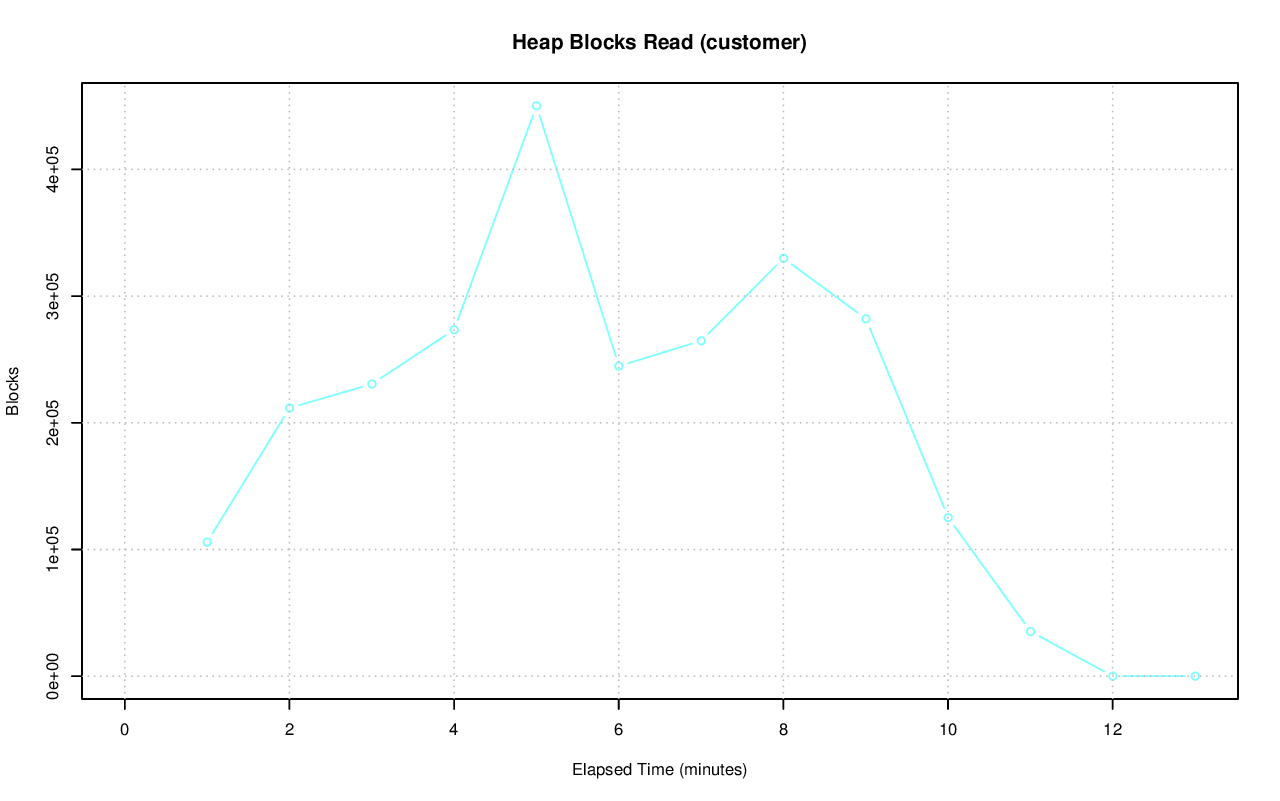 Heap Blocks Read (customer)
Blocks
4e+05
3e+05
2e+05
1e+05
0e+00
0 2 4 6 8 10 12
Elapsed Time (minutes)